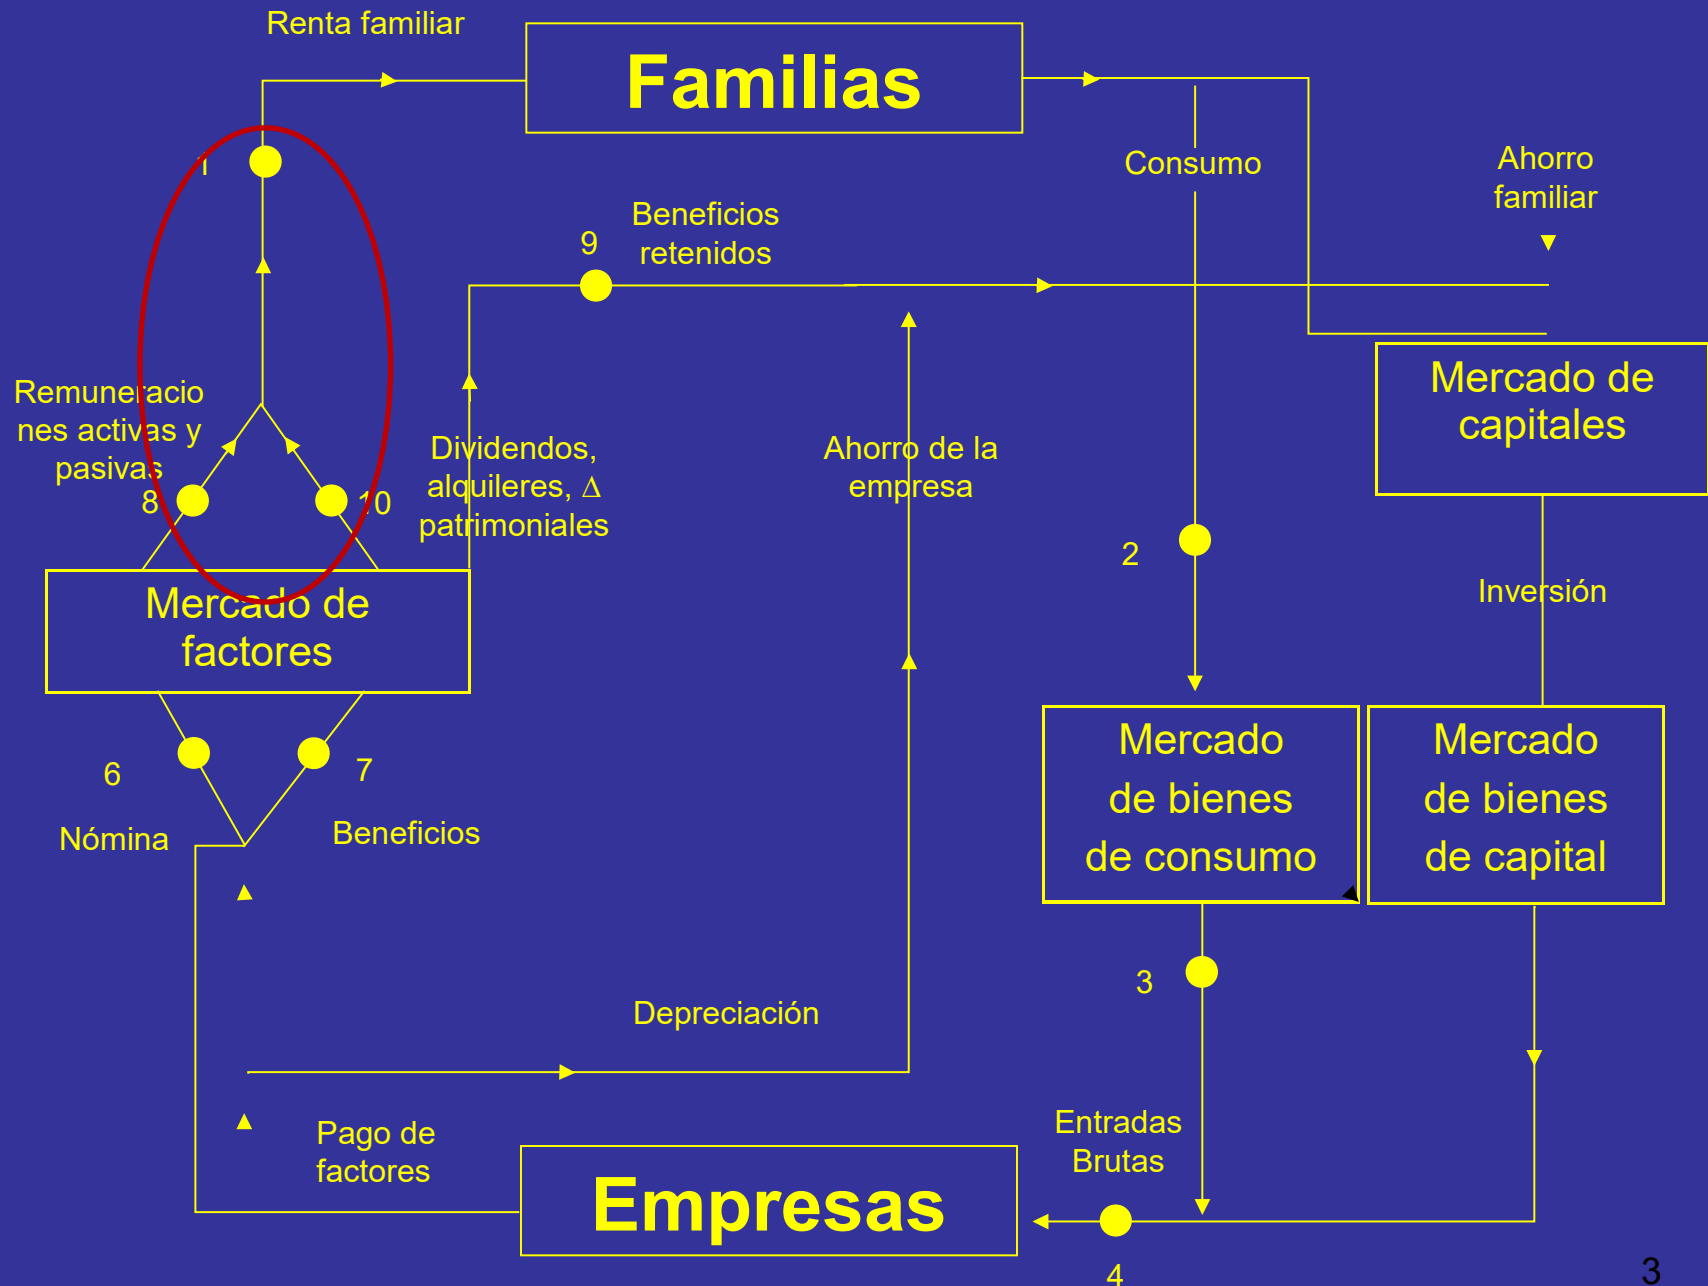 Renta familiar
Familias
1
Consumo
Ahorro
familiar
9
Beneficios
retenidos
Remuneracio
nes activas y
pasivas
8
10
Dividendos,
alquileres, Δ
patrimoniales
Ahorro de la
empresa
Mercado de
capitales
2
Inversión
Mercado de
factores
6
7
Nómina
Beneficios
Mercado
de bienes
de consumo
Mercado
de bienes
de capital
3
Depreciación
Pago de
factores
Entradas
Brutas
Empresas
4
3